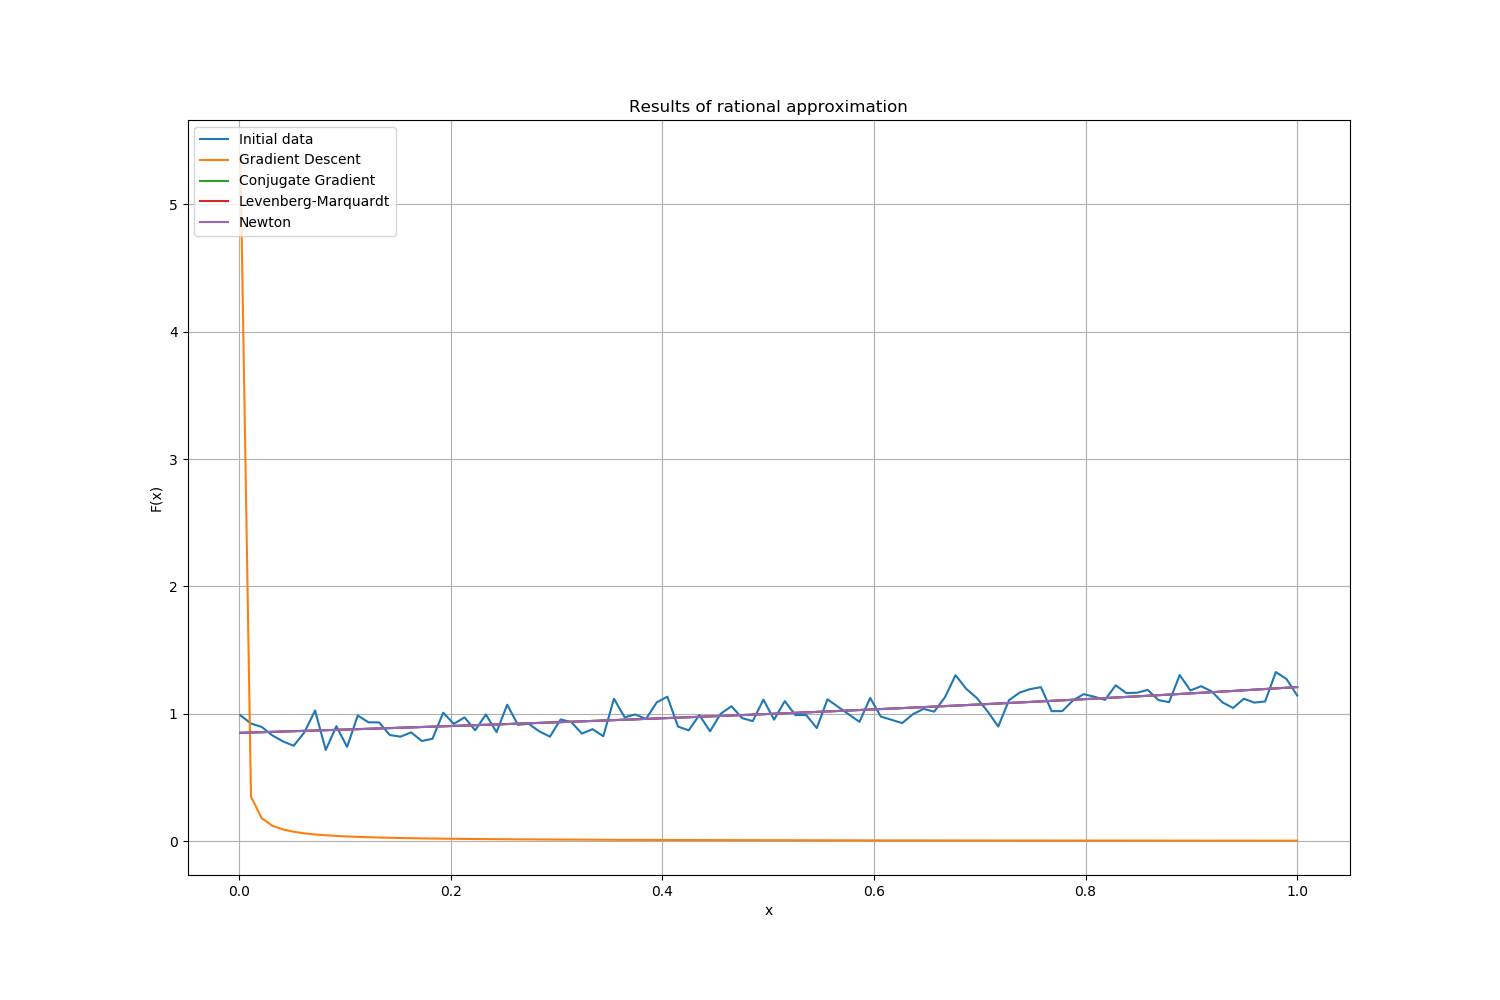 Results of rational approximation
Initial data
Gradient Descent
Conjugate Gradient
Levenberg-Marquardt
Newton
5
4
3
2
1
0
F(x)
0.0 0.2 0.4 0.6 0.8 1.0
x